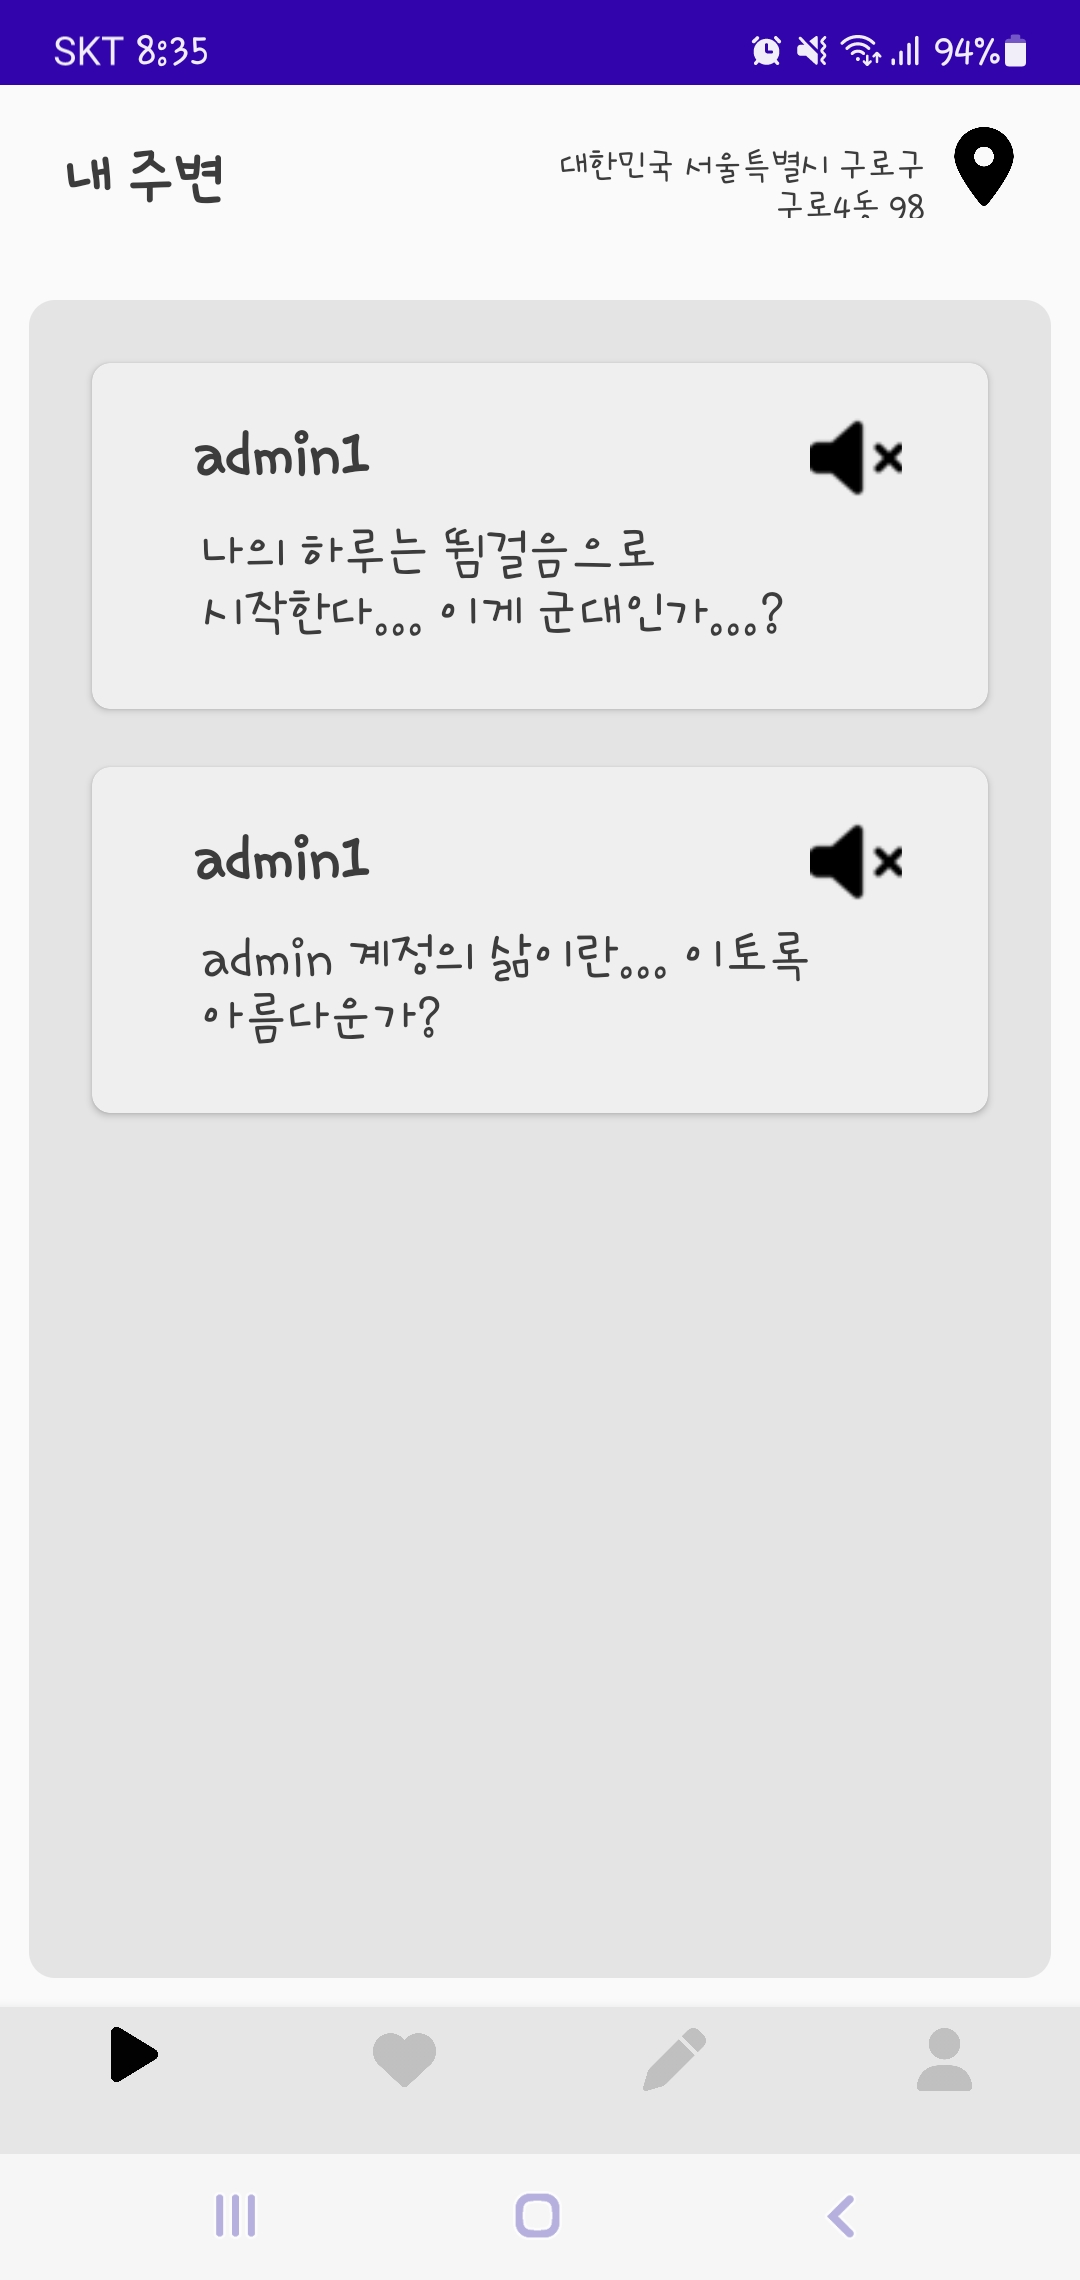 SKT 8:35
94%
내 주변
대한민국 서울특별시 구로구
구로4동 98
admin1
나의 하루는 뜀걸음으로
시작한다... 이게 군대인가...?
admin1
admin 계정의 삶이란... 이토록
아름다운가?